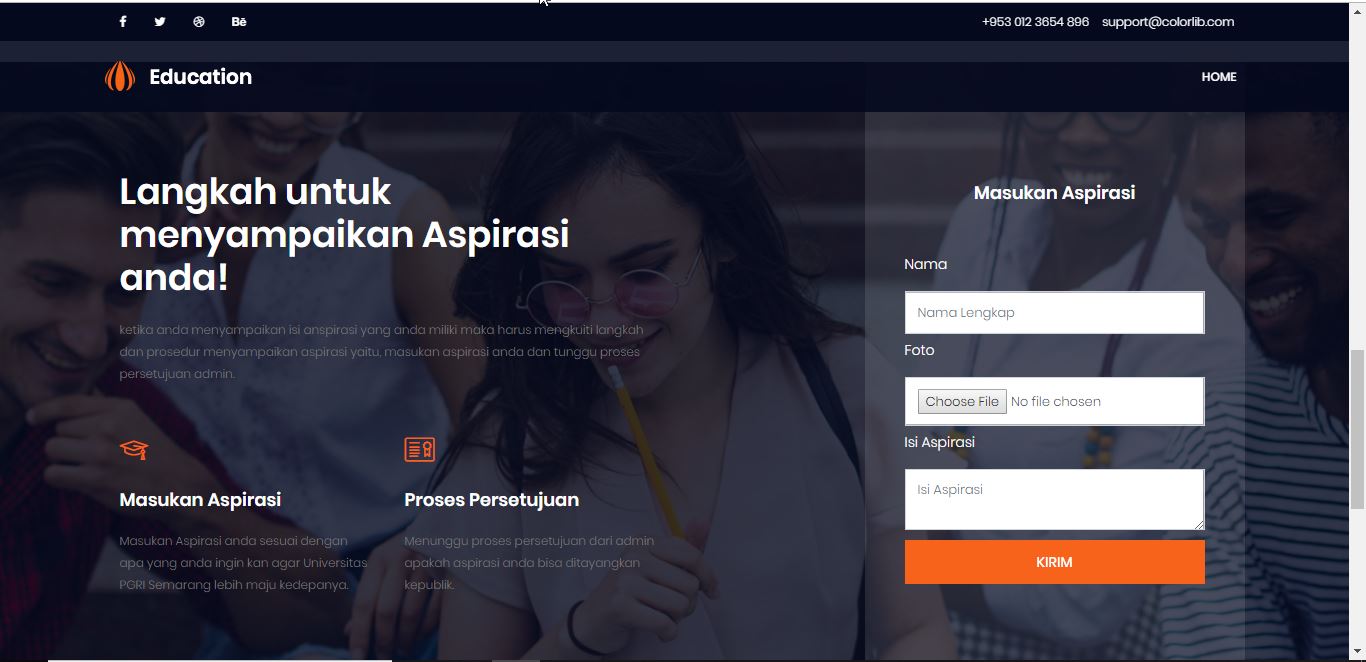 +953 012 3654 896 support@colorlib.com
Education
HOME
Langkah untuk
menyampaikan Aspirasi
anda!
ketika anda menyampaikan isi anspirasi yang anda miliki maka harus mengkuiti langkah
dan prosedur menyampaikan aspirasi yaitu, masukan aspirasi anda dan tunggu proses
persetujuan admin.
Masukan Aspirasi
Masukan Aspirasi anda sesuai dengan
apa yang anda ingin kan agar Universitas
PGRI Semarang lebih maju kedepanya.
Proses Persetujuan
Menunggu proses persetujuan dari admin
apakah aspirasi anda bisa ditayangkan
kepublik.
Masukan Aspirasi
Nama
Nama Lengkap
Foto
Choose File No file chosen
Isi Aspirasi
Isi Aspirasi
KIRIM